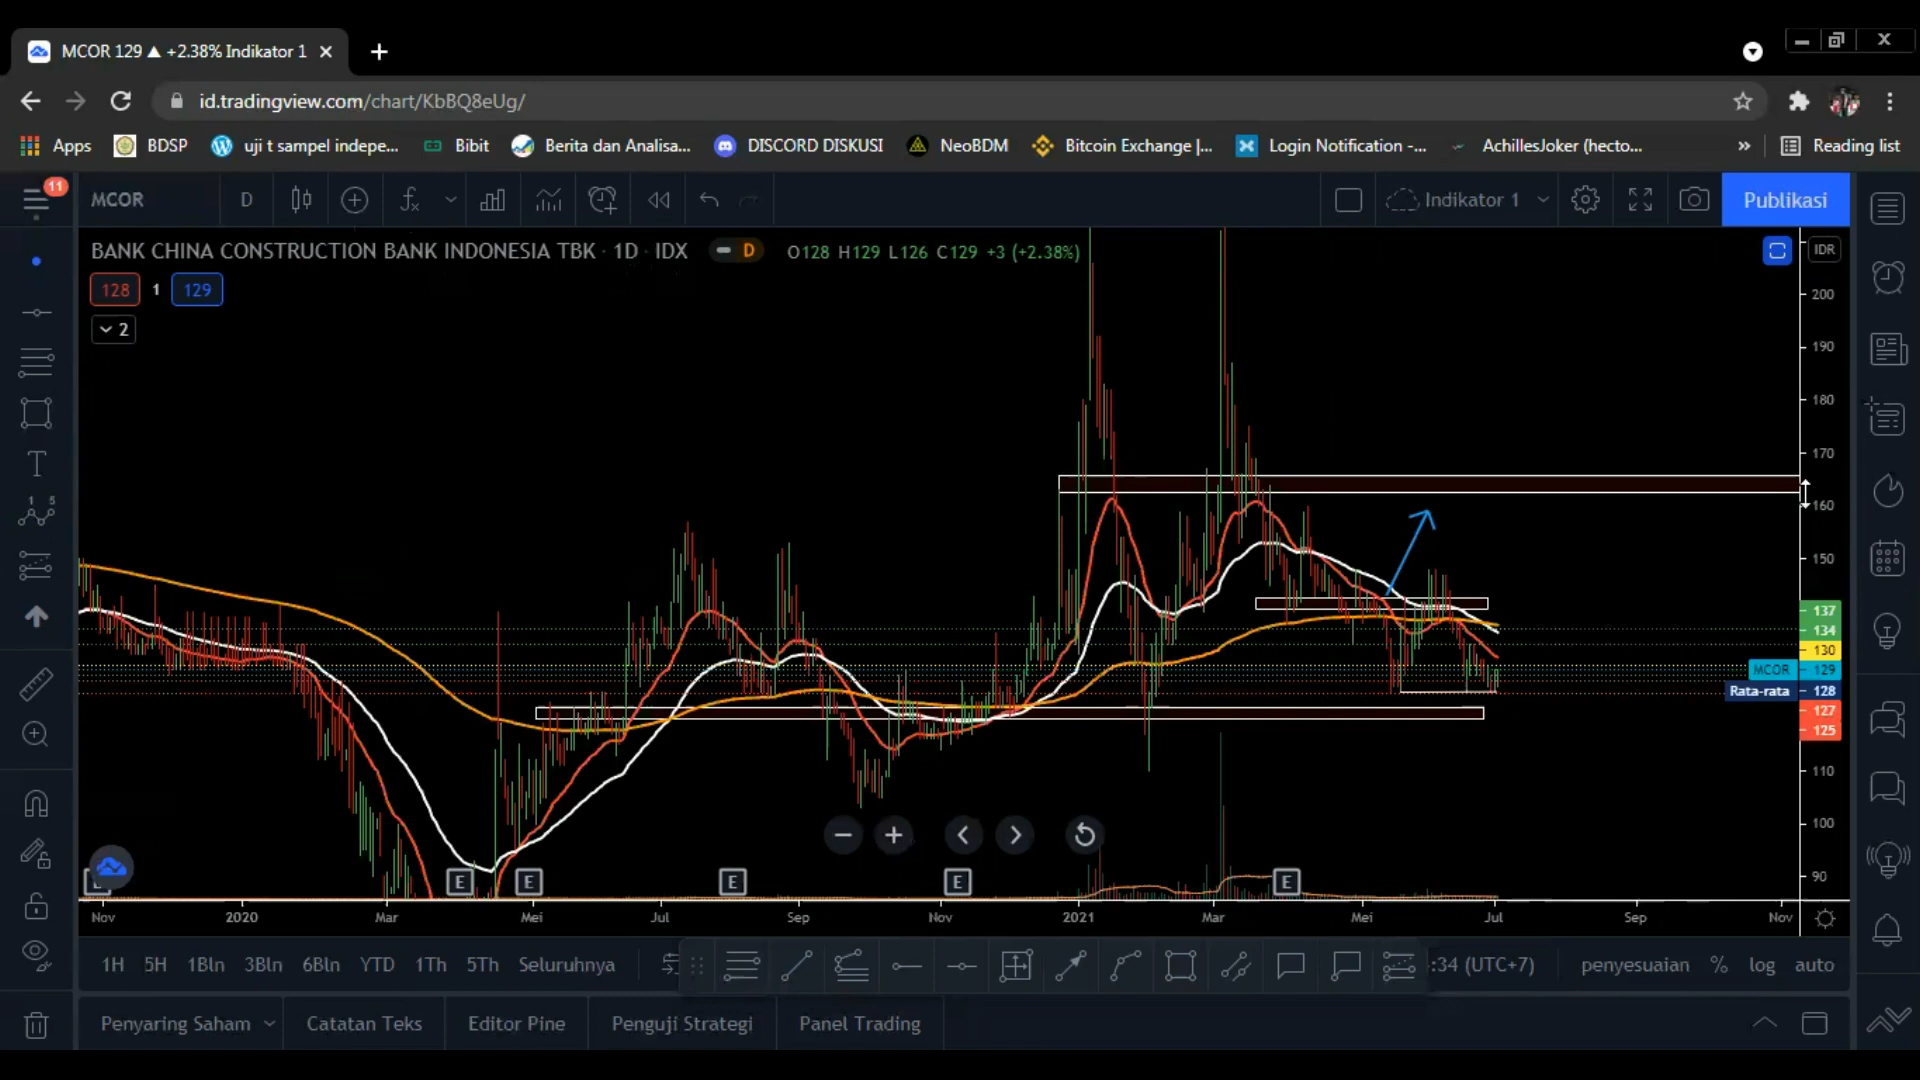 MCOR 129 ▲ +2.38% Indikator 1
id.tradingview.com/chart/KbBQ8eUg/
Apps BDSP uji t sampel indepe... Bibit Berita dan Analisa... DISCORD DISKUSI NeoBDM Bitcoin Exchange |... Login Notification -... AchillesJoker (hecto... » Reading list
11
MCOR D Indikator 1 Publikasi
BANK CHINA CONSTRUCTION BANK INDONESIA TBK · 1D · IDX D O128 H129 L126 C129 +3 (+2.38%) IDR
128 1 129
2
200
190
180
170
160
150
137
134
130
MCOR 129
Rata-rata 128
127
125
110
100
90
E E E E E
Nov 2020 Mar Mei Jul Sep Nov 2021 Mar Mei Jul Sep Nov
1H 5H 1Bln 3Bln 6Bln YTD 1Th 5Th Seluruhnya :34 (UTC+7) penyesuaian % log auto
Penyaring Saham Catatan Teks Editor Pine Penguji Strategi Panel Trading